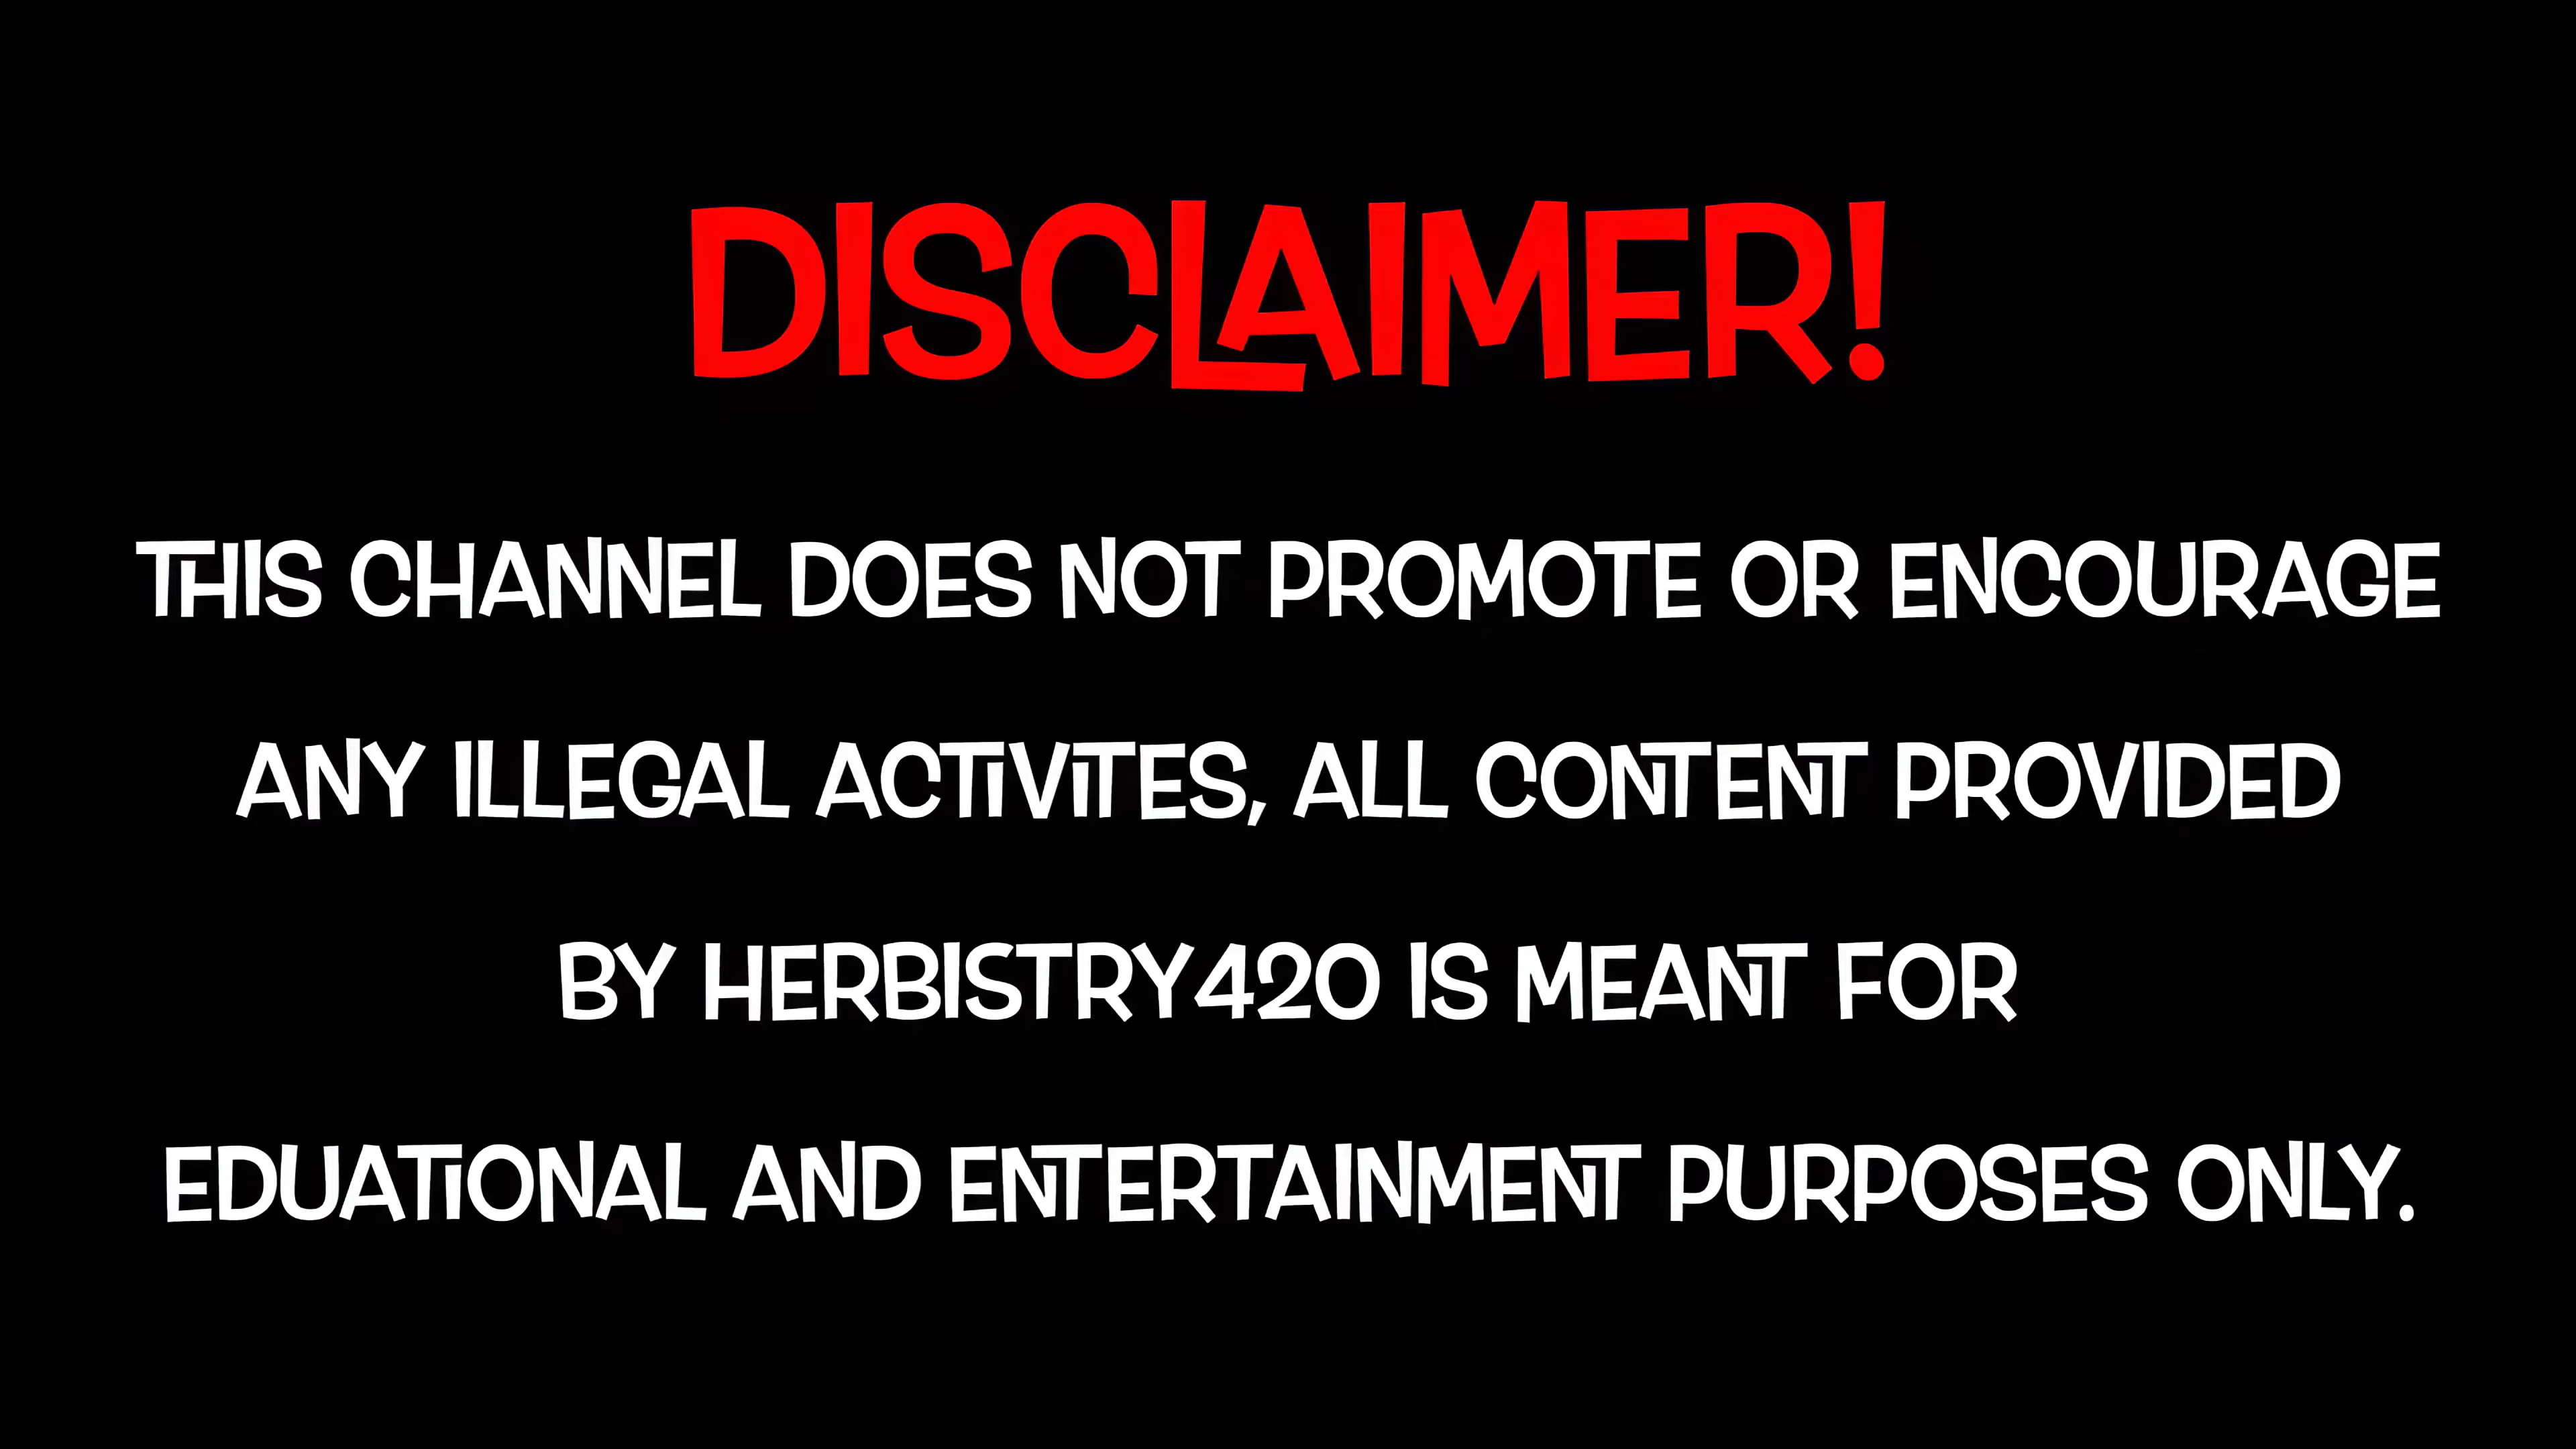 DISCLAIMER!
THIS CHANNEL DOES NOT PROMOTE OR ENCOURAGE
ANY ILLEGAL ACTIVITES, ALL CONTENT PROVIDED
BY HERBISTRY420 IS MEANT FOR
EDUATIONAL AND ENTERTAINMENT PURPOSES ONLY.